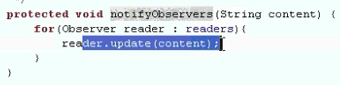 protected void notifyObservers(String content) {
for(Observer reader : readers){
reader.update(content);
}
}